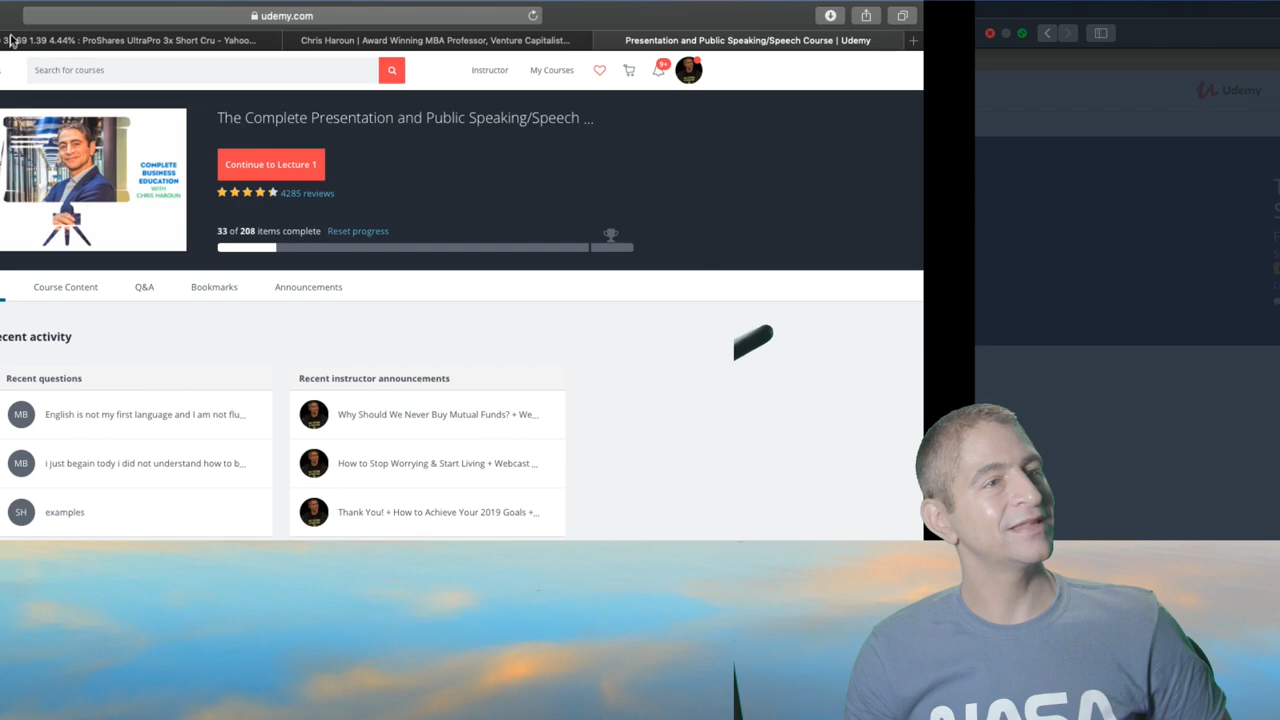 udemy.com
1.39 4.44% : ProShares UltraPro 3x Short Cru - Yahoo...
Chris Haroun | Award Winning MBA Professor, Venture Capitalist...
Presentation and Public Speaking/Speech Course | Udemy
Search for courses
Instructor
My Courses
9+
Udemy
The Complete Presentation and Public Speaking/Speech ...
COMPLETE
BUSINESS
EDUCATION
WITH
CHRIS HAROUN
Continue to Lecture 1
4285 reviews
33 of 208 items complete
Reset progress
Course Content
Q&A
Bookmarks
Announcements
ecent activity
Recent questions
Recent instructor announcements
MB
English is not my first language and I am not flu...
Why Should We Never Buy Mutual Funds? + We...
MB
i just begain tody i did not understand how to b...
How to Stop Worrying & Start Living + Webcast ...
SH
examples
Thank You! + How to Achieve Your 2019 Goals +...
NASA